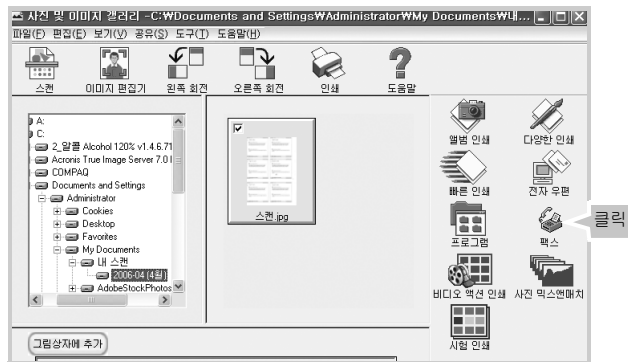 사진 및 이미지 갤러리 -C:₩Documents and Settings₩Administrator₩My Documents₩내...
파일(F) 편집(E) 보기(V) 공유(S) 도구(T) 도움말(H)
스캔 이미지 편집기 왼쪽 회전 오른쪽 회전 인쇄 도움말
A:
C:
2_알콜 Alcohol 120% v1.4.6.71
Acronis True Image Server 7.0
COMPAQ
Documents and Settings
Administrator
Cookies
Desktop
Favorites
My Documents
내 스캔
2006-04 (4월)
AdobeStockPhotos
스캔.jpg
앨범 인쇄 다양한 인쇄
빠른 인쇄 전자 우편
프로그램 팩스
클릭
비디오 액션 인쇄 사진 믹스앤매치
시험 인쇄
그림상자에 추가